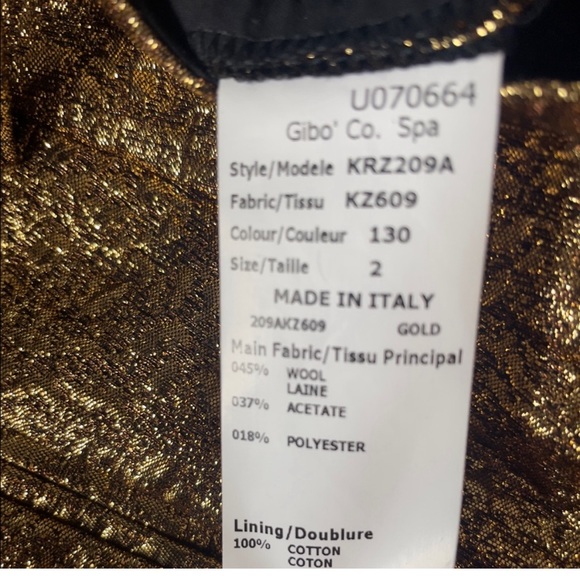 U070664
Gibo' Co. Spa
Style/Modele KRZ209A
Fabric/Tissu KZ609
Colour/Couleur 130
Size/Taille 2
MADE IN ITALY
209AKZ609 GOLD
Main Fabric/Tissu Principal
045% WOOL
LAINE
037% ACETATE
018% POLYESTER
Lining/Doublure
100% COTTON
COTON